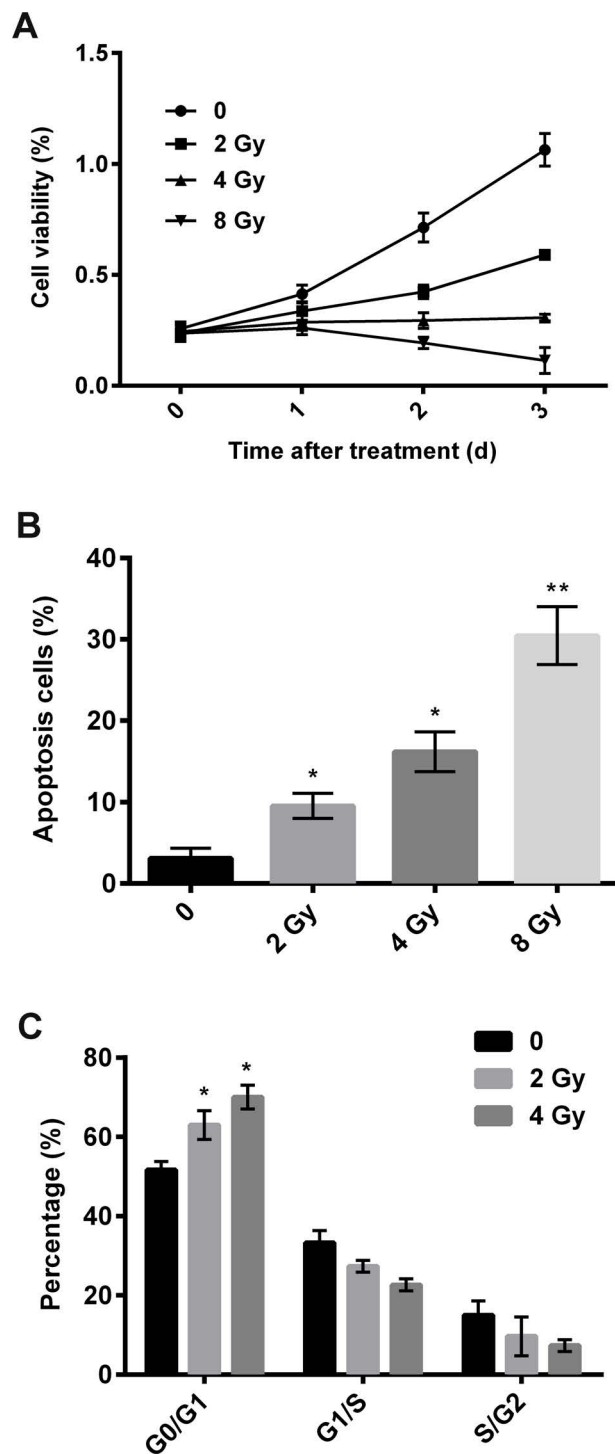 A
Cell viability (%)
1.5
1.0
0.5
0.0
0
2 Gy
4 Gy
8 Gy
0 1 2 3
Time after treatment (d)
B
Apoptosis cells (%)
40
30
20
10
0
* * **
0 2 Gy 4 Gy 8 Gy
C
Percentage (%)
80
60
40
20
0
* *
0
2 Gy
4 Gy
G0/G1 G1/S S/G2